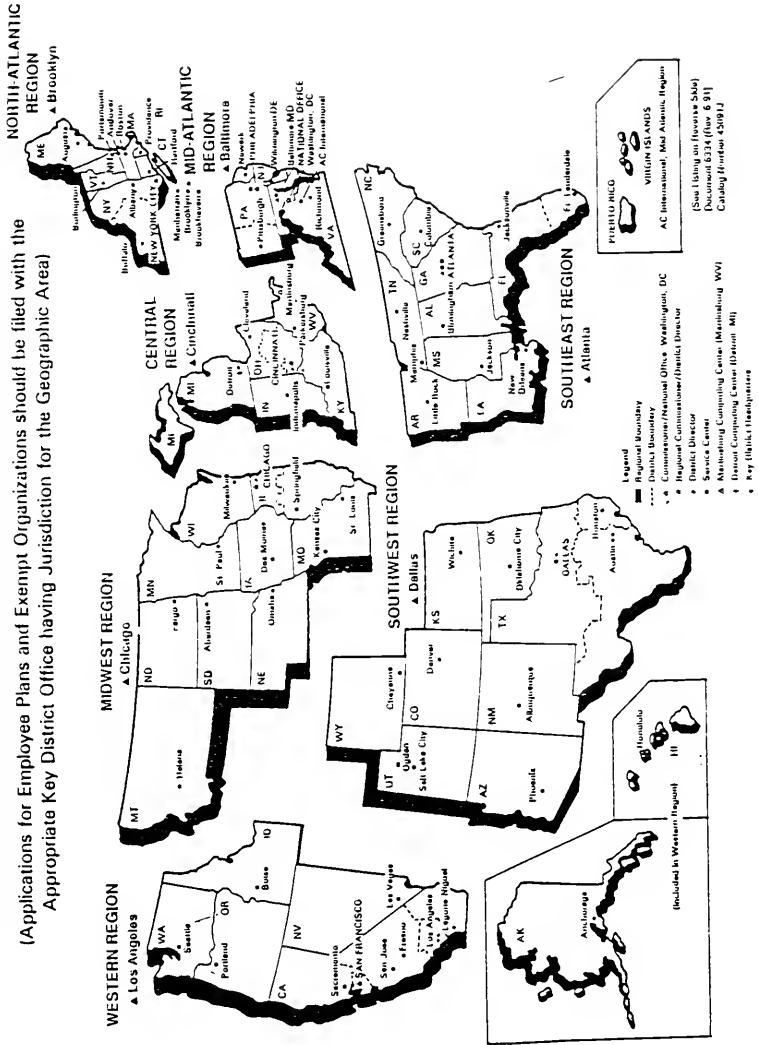 (Applications for Employee Plans and Exempt Organizations should be filed with the
Appropriate Key District Office having Jurisdiction for the Geographic Area)
WESTERN REGION
▲ Los Angeles
WA
Seattle
OR
Portland
ID
Boise
NV
CA
Sacramento
SAN FRANCISCO
San Jose
Fresno
Las Vegas
Los Angeles
Laguna Niguel
AK
Anchorage
(Included in Western Region)
Honolulu
HI
MIDWEST REGION
▲ Chicago
MT
Helena
ND
Fargo
SD
Aberdeen
NE
Omaha
MN
St Paul
IA
Des Moines
MO
Kansas City
St. Louis
WI
Milwaukee
CHICAGO
Springfield
SOUTHWEST REGION
▲ Dallas
WY
Cheyenne
UT
Ogden
Salt Lake City
CO
Denver
KS
Wichita
AZ
Phoenix
NM
Albuquerque
OK
Oklahoma City
TX
DALLAS
Austin
Houston
CENTRAL
REGION
▲ Cincinnati
MI
MI
Detroit
IN
Indianapolis
OH
Cleveland
CINCINNATI
Parkersburg
WV
Martinsburg
Louisville
KY
NORTH-ATLANTIC
REGION
▲ Brooklyn
ME
Augusta
Burlington
VT
NH
Portsmouth
Andover
Boston
MA
Providence
RI
CT
Hartford
NY
Albany
Buffalo
NEW YORK CITY
Manhattan
Brooklyn
Brookhaven
MID-ATLANTIC
REGION
▲ Baltimore
PA
Pittsburgh
Newark
PHILADELPHIA
NJ
Wilmington DE
Baltimore MD
NATIONAL OFFICE
Washington, DC
AC International
Richmond
VA
SOUTHEAST REGION
▲ Atlanta
NC
Greensboro
SC
Columbia
TN
Nashville
Memphis
AR
Little Rock
LA
New Orleans
MS
Jackson
AL
Birmingham
GA
ATLANTA
FL
Jacksonville
Ft Lauderdale
PUERTO RICO
VIRGIN ISLANDS
AC International, Mid Atlantic Region
(See Listing on Reverse Side)
Document 6334 (Rev 6 91)
Catalog Number 45091J
Legend
Regional Boundary
District Boundary
Commissioner/National Office Washington, DC
Regional Commissioner/District Director
District Director
Service Center
Martinsburg Computing Center (Martinsburg WV)
Detroit Computing Center (Detroit MI)
Key District Headquarters